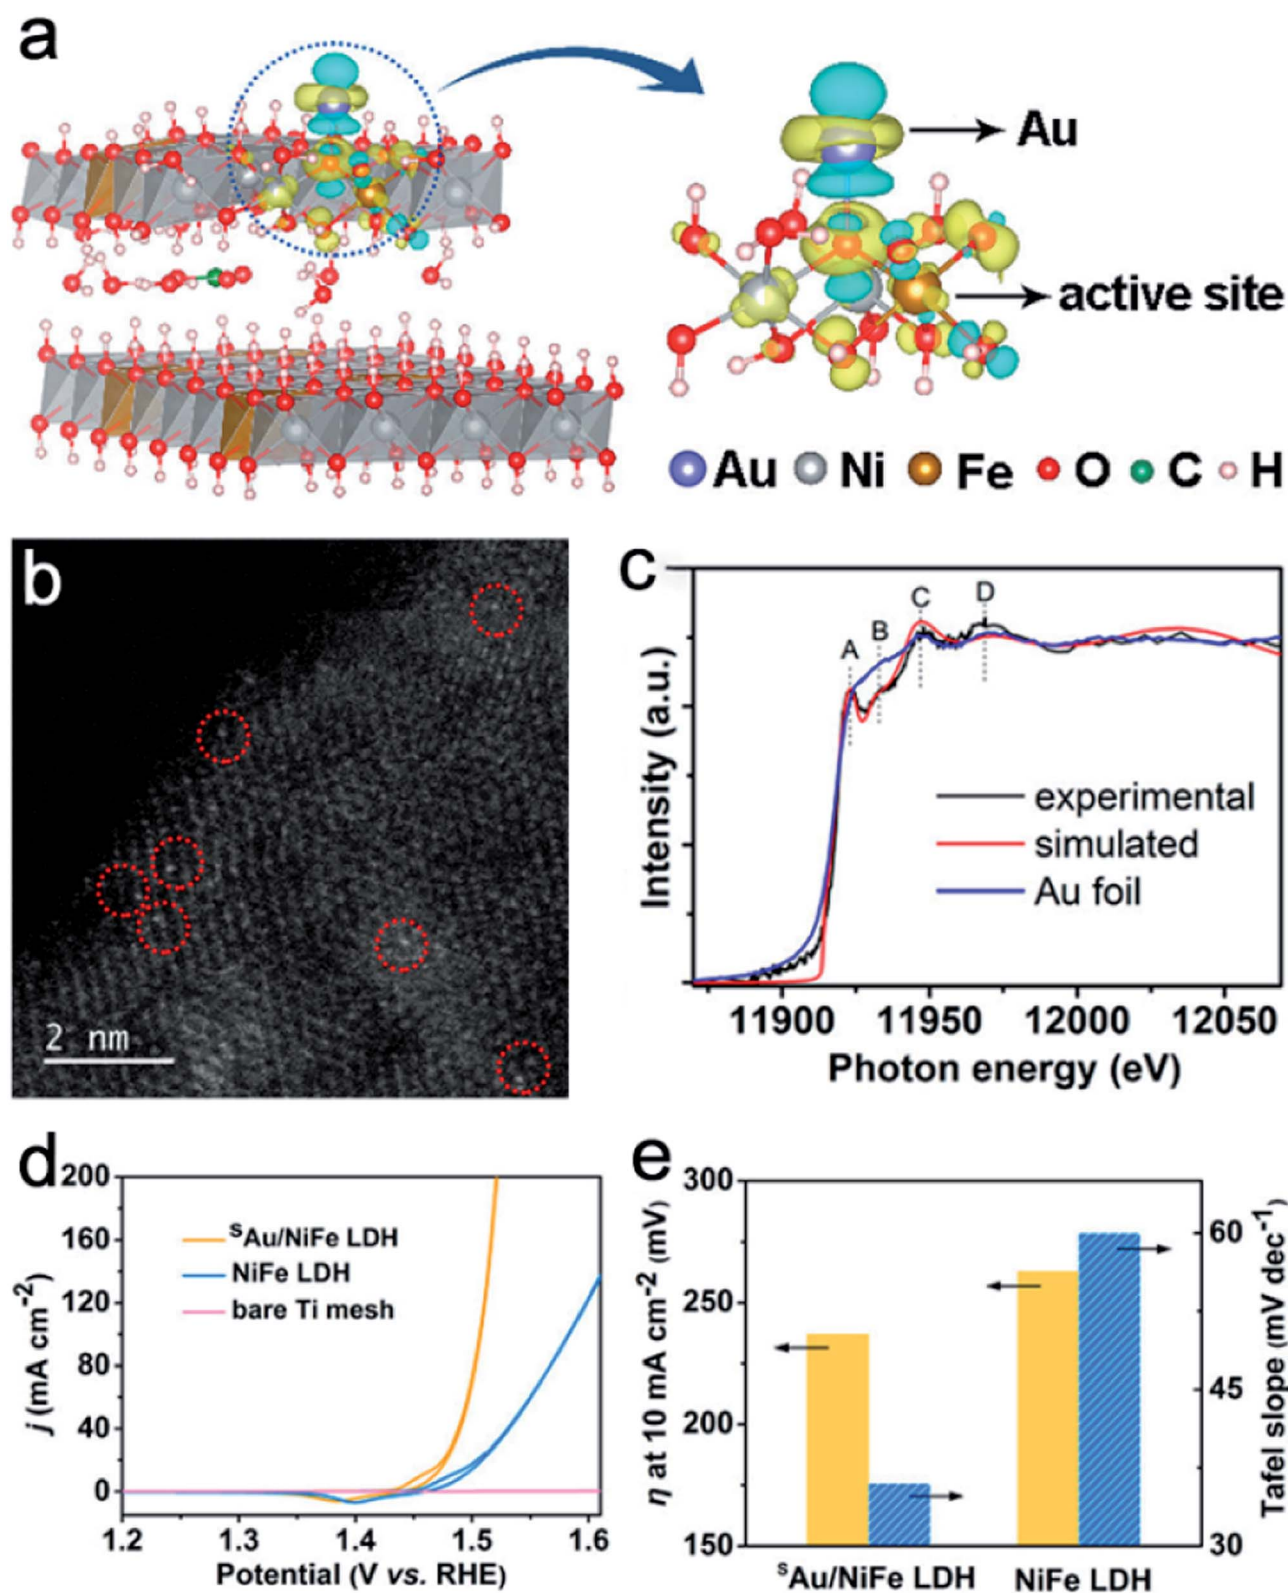 a
Au
active site
Au Ni Fe O C H
b
2 nm
c
A
B
C
D
experimental
simulated
Au foil
Intensity (a.u.)
11900 11950 12000 12050
Photon energy (eV)
d
200
160
120
80
40
0
j (mA cm⁻²)
ˢAu/NiFe LDH
NiFe LDH
bare Ti mesh
1.2 1.3 1.4 1.5 1.6
Potential (V vs. RHE)
e
300
250
200
150
η at 10 mA cm⁻² (mV)
60
45
30
Tafel slope (mV dec⁻¹)
ˢAu/NiFe LDH NiFe LDH